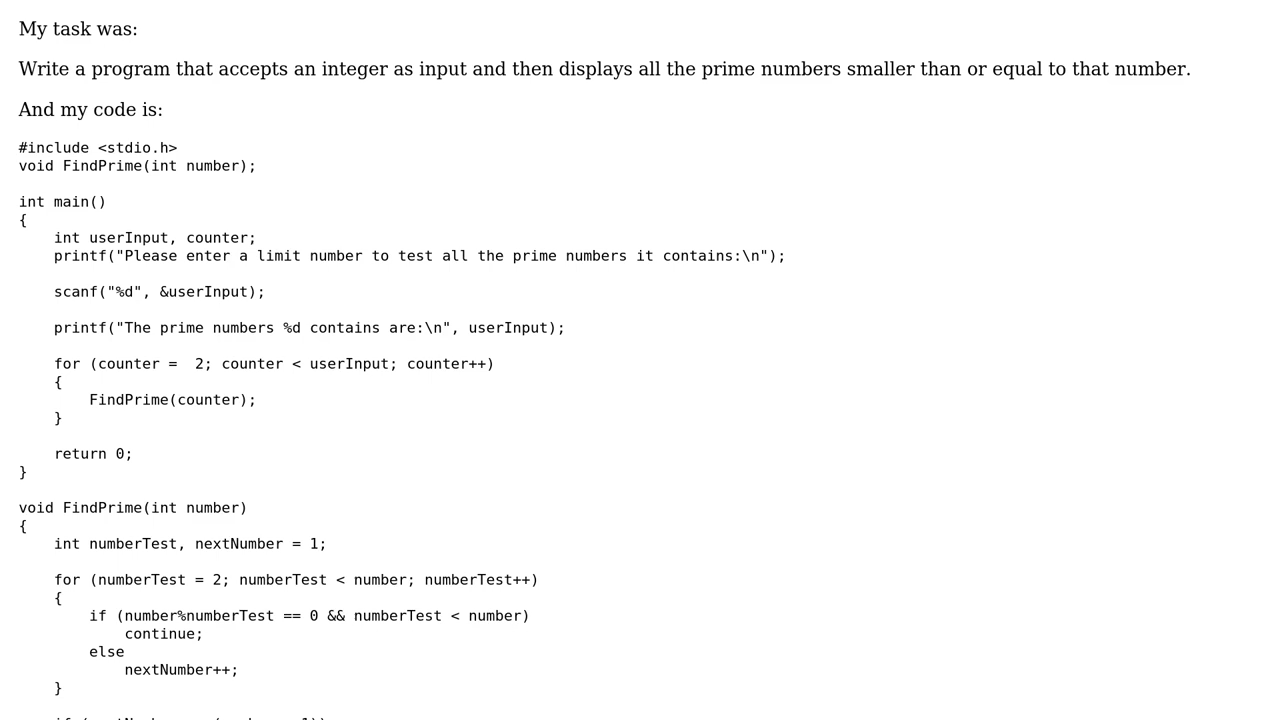 My task was:
Write a program that accepts an integer as input and then displays all the prime numbers smaller than or equal to that number.
And my code is:
#include <stdio.h>
void FindPrime(int number);
int main()
{
    int userInput, counter;
    printf("Please enter a limit number to test all the prime numbers it contains:\n");
    scanf("%d", &userInput);
    printf("The prime numbers %d contains are:\n", userInput);
    for (counter =  2; counter < userInput; counter++)
    {
        FindPrime(counter);
    }
    return 0;
}
void FindPrime(int number)
{
    int numberTest, nextNumber = 1;
    for (numberTest = 2; numberTest < number; numberTest++)
    {
        if (number%numberTest == 0 && numberTest < number)
            continue;
        else
            nextNumber++;
    }